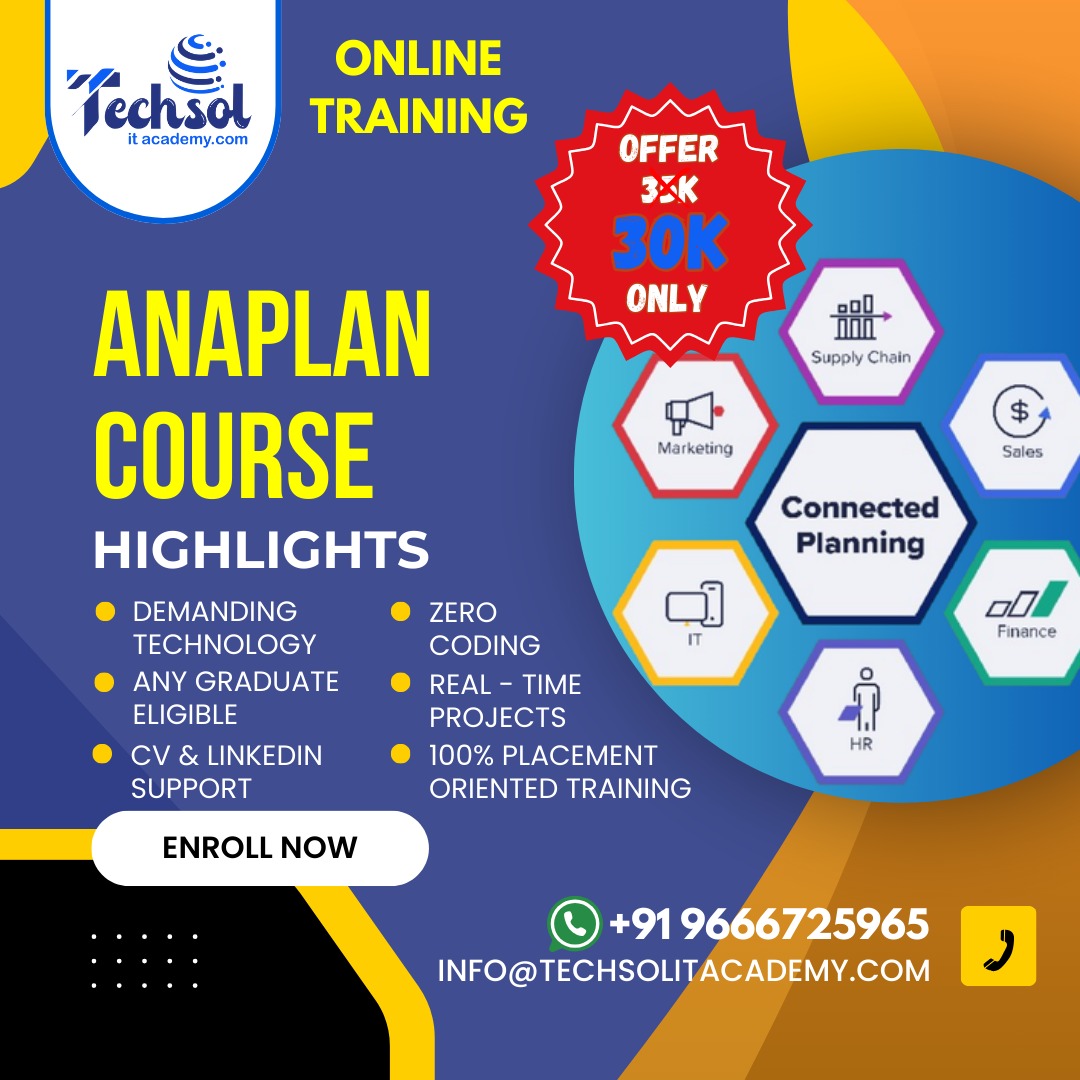 Techsol
it academy.com
ONLINE
TRAINING
OFFER
35K
30K
ONLY
ANAPLAN
COURSE
HIGHLIGHTS
DEMANDING
TECHNOLOGY
ANY GRADUATE
ELIGIBLE
CV & LINKEDIN
SUPPORT
ZERO
CODING
REAL - TIME
PROJECTS
100% PLACEMENT
ORIENTED TRAINING
Supply Chain
Marketing
Sales
Connected
Planning
IT
Finance
HR
ENROLL NOW
+91 9666725965
INFO@TECHSOLITACADEMY.COM